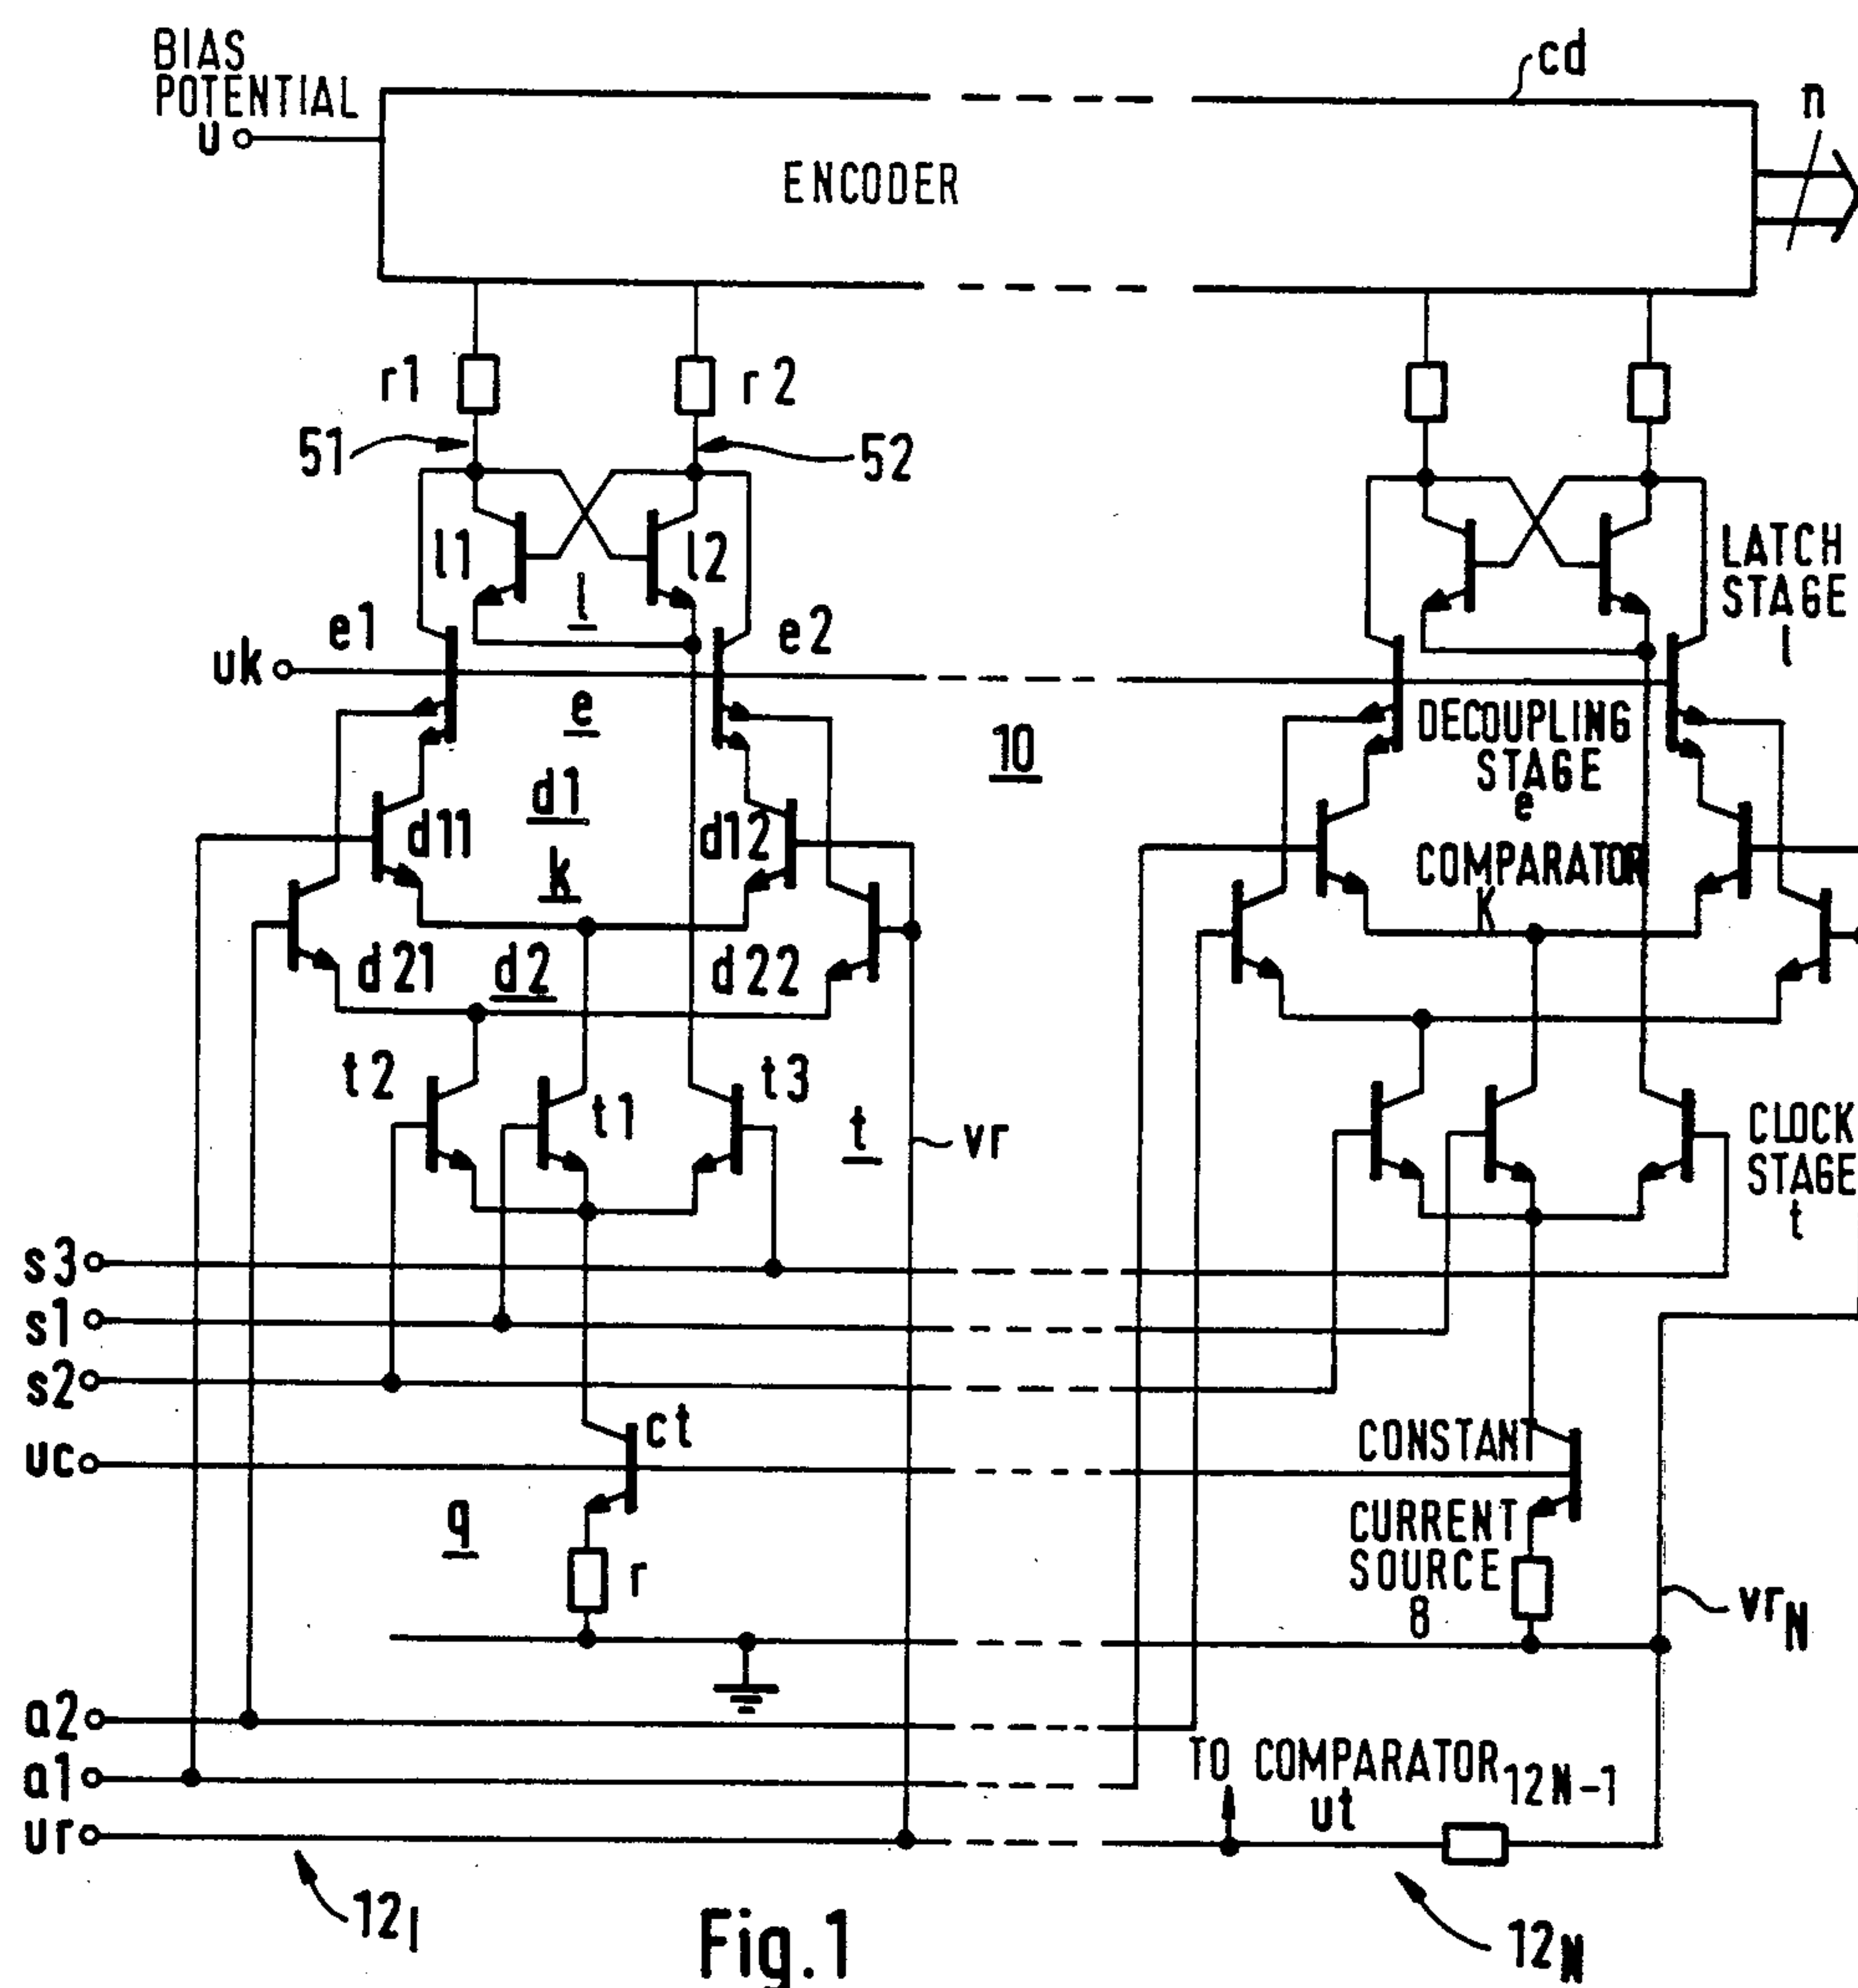 BIAS
POTENTIAL
u
cd
n
ENCODER
r1
r2
51
52
l1
l
l2
LATCH
STAGE
l
e1
e2
uk
e
10
DECOUPLING
STAGE
e
d1
d11
d12
k
COMPARATOR
K
d21
d2
d22
t2
t1
t3
t
vr
CLOCK
STAGE
t
s3
s1
s2
uc
ct
CONSTANT
q
CURRENT
SOURCE
8
r
vrN
a2
a1
ur
TO COMPARATOR 12N-1
ut
12I
Fig.1
12N